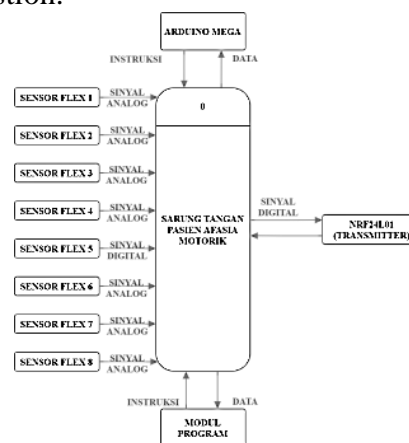 stion.
ARDUINO MEGA
INSTRUKSI
DATA
SENSOR FLEX 1
SINYAL
ANALOG
0
SENSOR FLEX 2
SINYAL
ANALOG
SENSOR FLEX 3
SINYAL
ANALOG
SENSOR FLEX 4
SINYAL
ANALOG
SARUNG TANGAN
PASIEN AFASIA
MOTORIK
SINYAL
DIGITAL
NRF24L01
(TRANSMITTER)
SENSOR FLEX 5
SINYAL
DIGITAL
SENSOR FLEX 6
SINYAL
ANALOG
SENSOR FLEX 7
SINYAL
ANALOG
SENSOR FLEX 8
SINYAL
ANALOG
INSTRUKSI
DATA
MODUL
PROGRAM